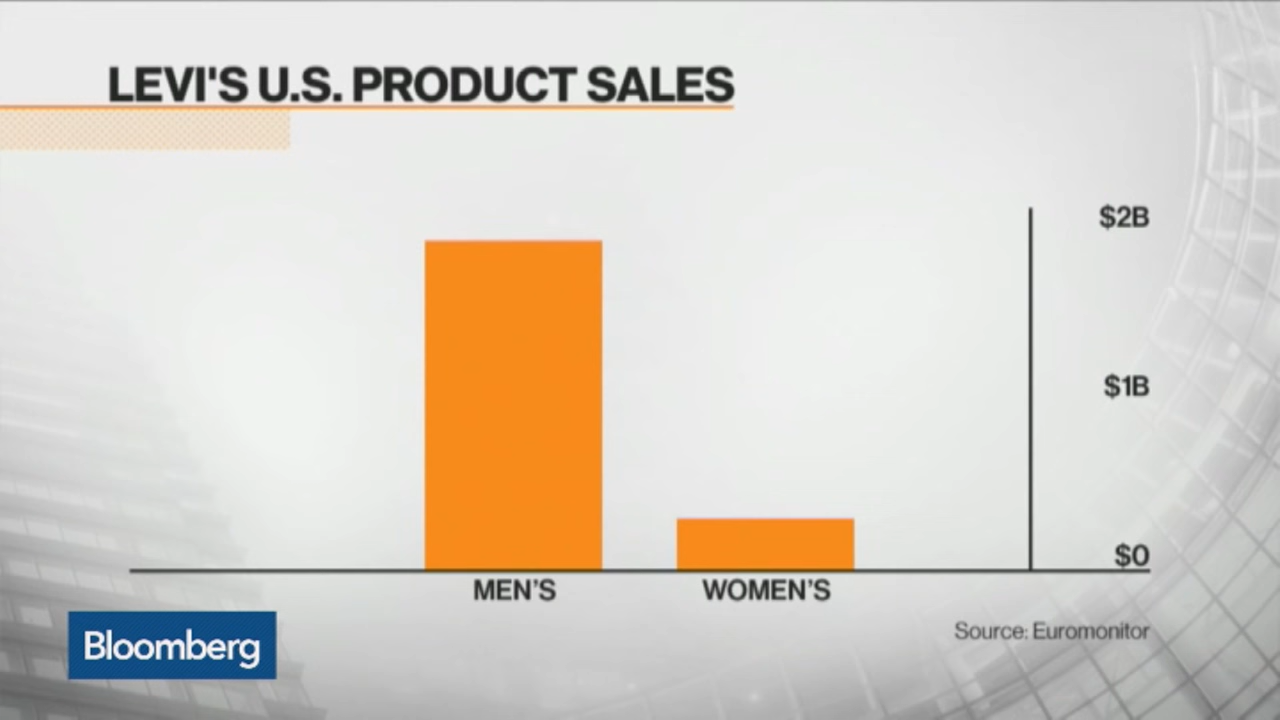 LEVI'S U.S. PRODUCT SALES
$2B
$1B
$0
MEN'S
WOMEN'S
Source: Euromonitor
Bloomberg